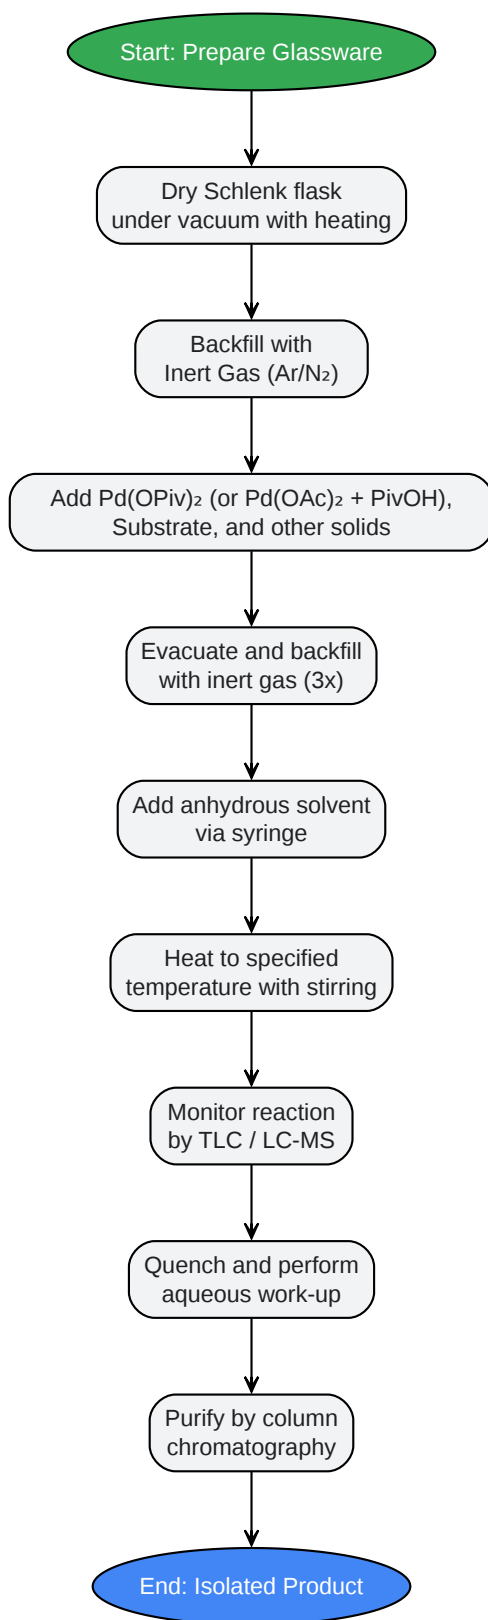 Start: Prepare Glassware
Dry Schlenk flask
under vacuum with heating
Backfill with
Inert Gas (Ar/N₂)
Add Pd(OPiv)₂ (or Pd(OAc)₂ + PivOH),
Substrate, and other solids
Evacuate and backfill
with inert gas (3x)
Add anhydrous solvent
via syringe
Heat to specified
temperature with stirring
Monitor reaction
by TLC / LC-MS
Quench and perform
aqueous work-up
Purify by column
chromatography
End: Isolated Product